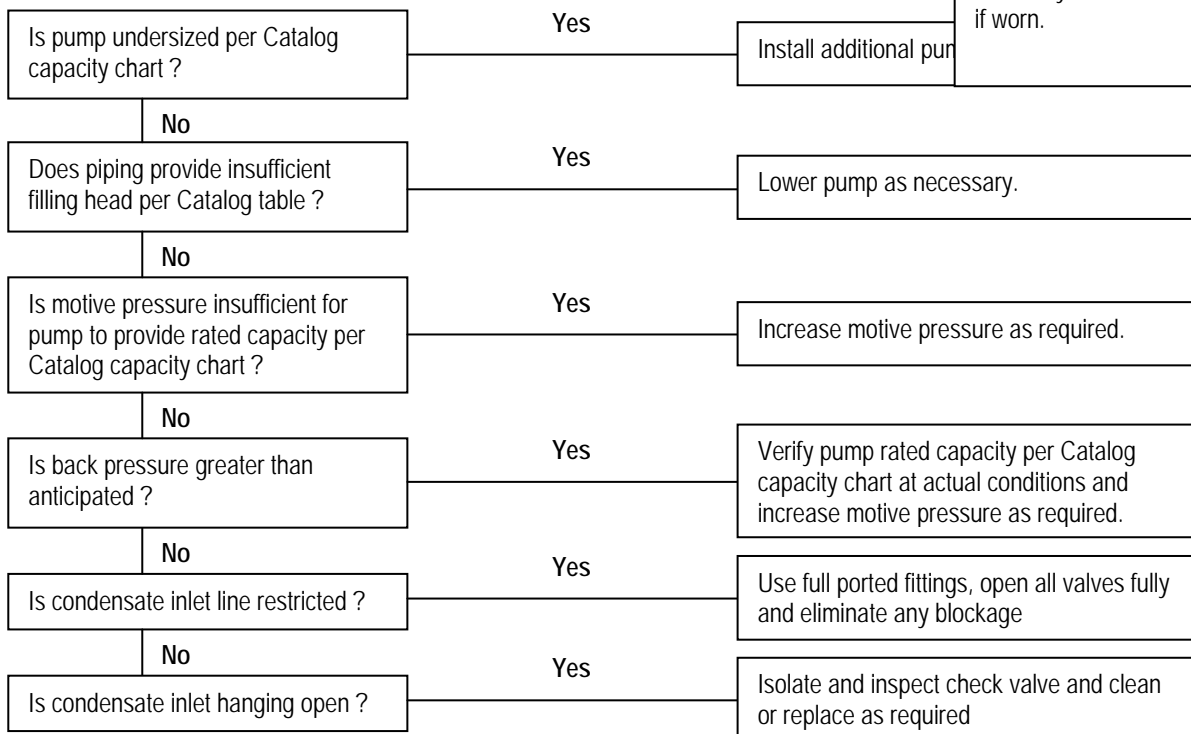 if worn.
Is pump undersized per Catalog
capacity chart ?
Yes
Install additional
No
Does piping provide insufficient
filling head per Catalog table ?
Yes
Lower pump as necessary.
No
Is motive pressure insufficient for
pump to provide rated capacity per
Catalog capacity chart ?
Yes
Increase motive pressure as required.
No
Is back pressure greater than
anticipated ?
Yes
Verify pump rated capacity per Catalog
capacity chart at actual conditions and
increase motive pressure as required.
No
Is condensate inlet line restricted ?
Yes
Use full ported fittings, open all valves fully
and eliminate any blockage
No
Is condensate inlet hanging open ?
Yes
Isolate and inspect check valve and clean
or replace as required